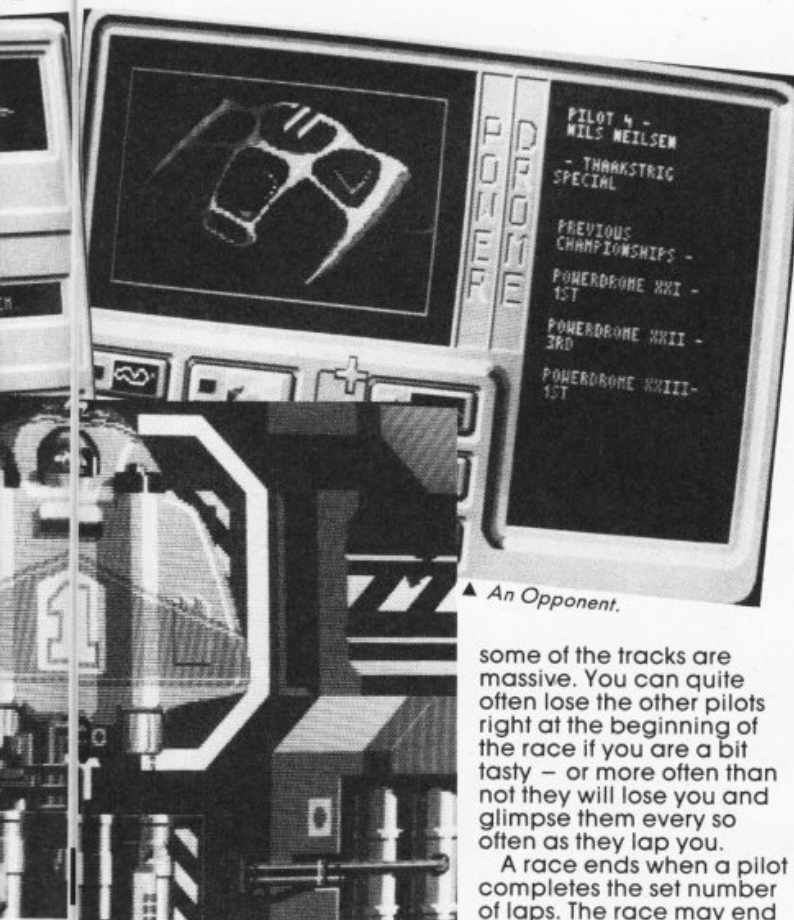 POWER
DROME
PILOT 4 -
NILS NEILSEN
- THAAKSTRIG
SPECIAL
PREVIOUS
CHAMPIONSHIPS -
POWERDROME XXI -
1ST
POWERDROME XXII -
3RD
POWERDROME XXIII-
1ST
1
▲ An Opponent.
some of the tracks are
massive. You can quite
often lose the other pilots
right at the beginning of
the race if you are a bit
tasty – or more often than
not they will lose you and
glimpse them every so
often as they lap you.
A race ends when a pilot
completes the set number
of laps. The race may end